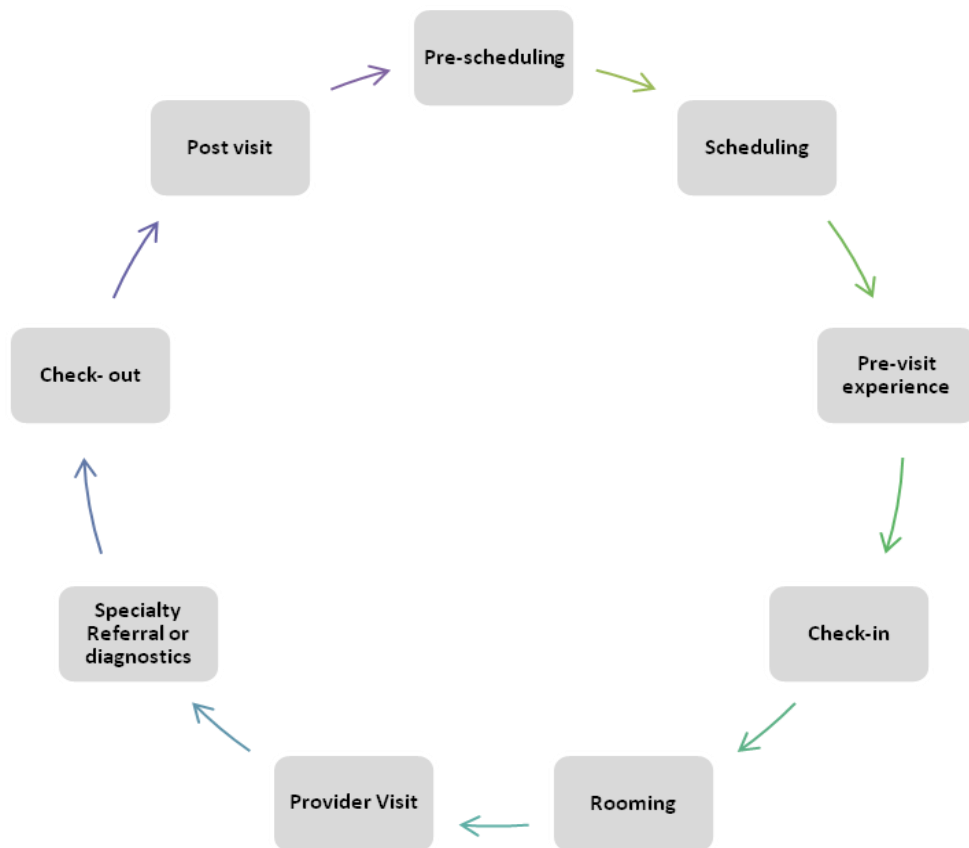 Pre-scheduling
Scheduling
Pre-visit
experience
Check-in
Rooming
Provider Visit
Specialty
Referral or
diagnostics
Check- out
Post visit